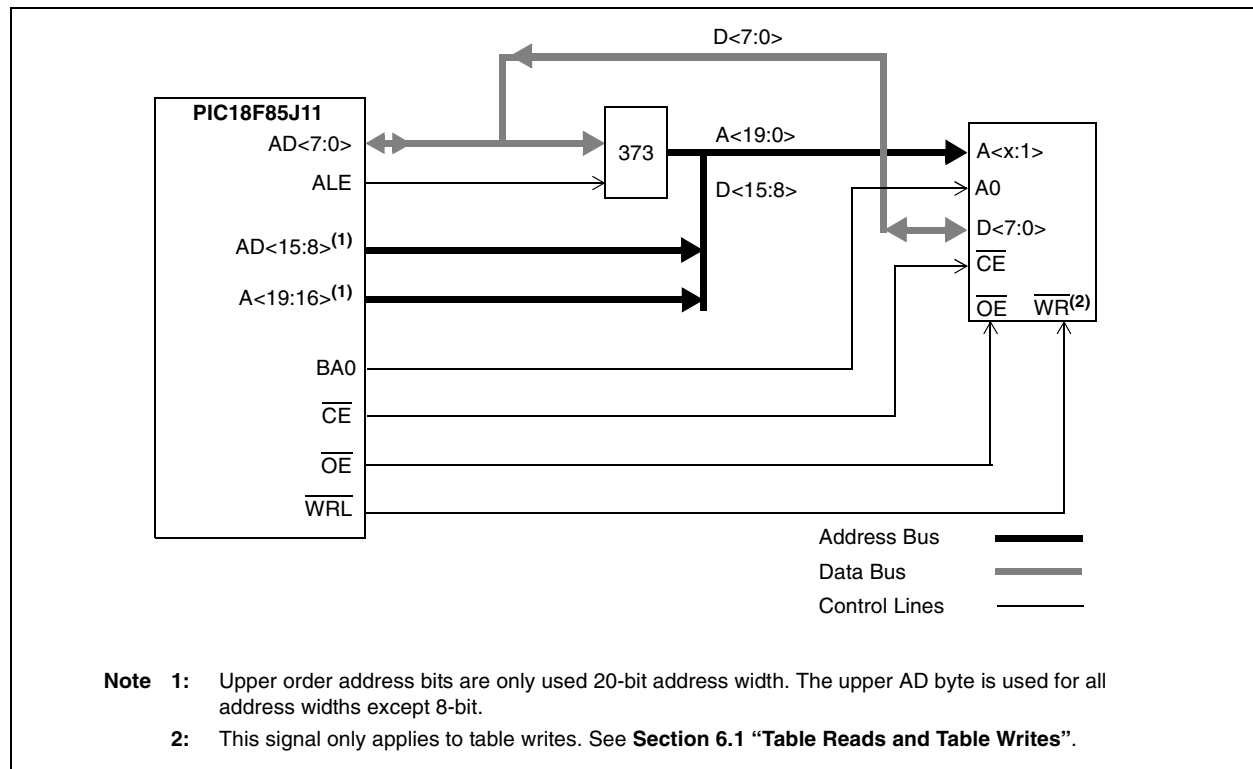 D<7:0>
PIC18F85J11
AD<7:0>
373
A<19:0>
A<x:1>
ALE
D<15:8>
A0
AD<15:8>(1)
D<7:0>
CE
A<19:16>(1)
OE WR(2)
BA0
CE
OE
WRL
Address Bus
Data Bus
Control Lines
Note 1: Upper order address bits are only used 20-bit address width. The upper AD byte is used for all
address widths except 8-bit.
2: This signal only applies to table writes. See Section 6.1 “Table Reads and Table Writes”.